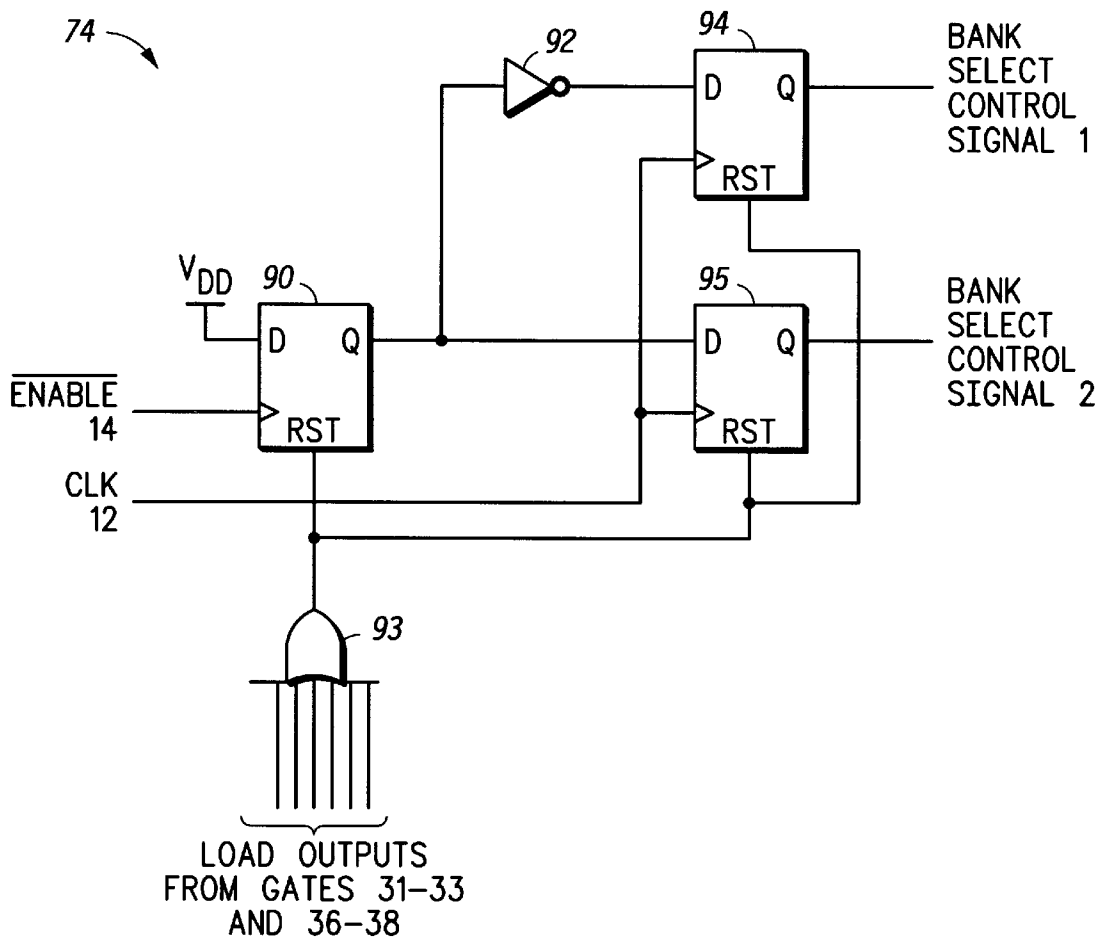 74
92
94
D Q
RST
BANK
SELECT
CONTROL
SIGNAL 1
VDD
90
D Q
RST
95
D Q
RST
BANK
SELECT
CONTROL
SIGNAL 2
ENABLE
14
CLK
12
93
LOAD OUTPUTS
FROM GATES 31-33
AND 36-38